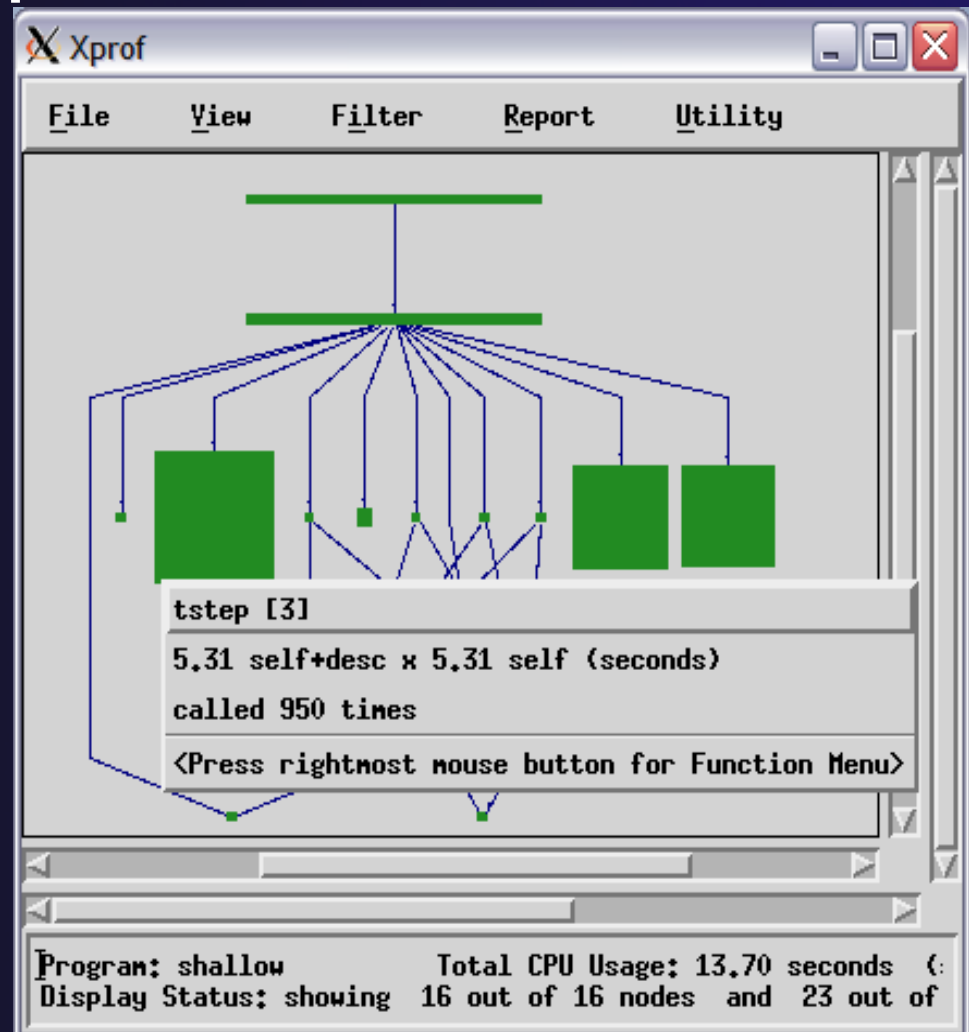 Xprof
File View Filter Report Utility
tstep [3]
5.31 self+desc x 5.31 self (seconds)
called 950 times
<Press rightmost mouse button for Function Menu>
Program: shallow Total CPU Usage: 13.70 seconds (
Display Status: showing 16 out of 16 nodes and 23 out of